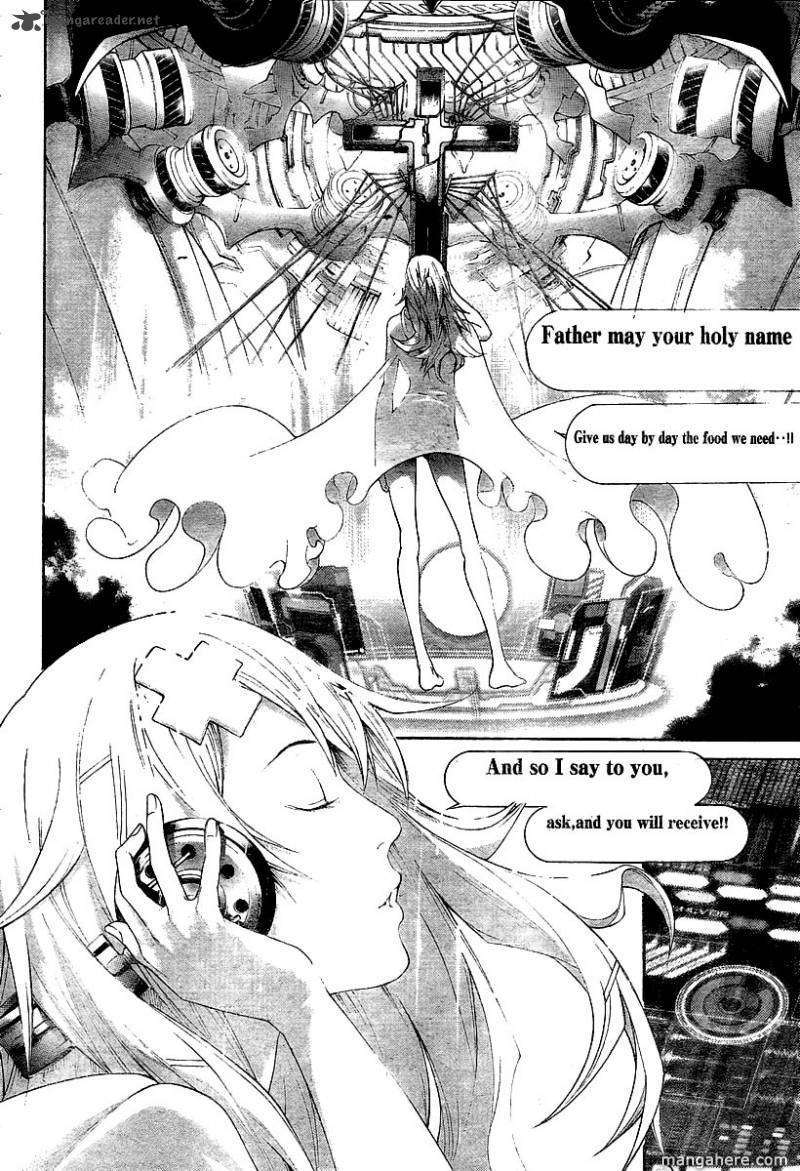 mangareader.net
Father may your holy name
Give us day by day the food we need··!!
And so I say to you,
ask,and you will receive!!
mangahere.com